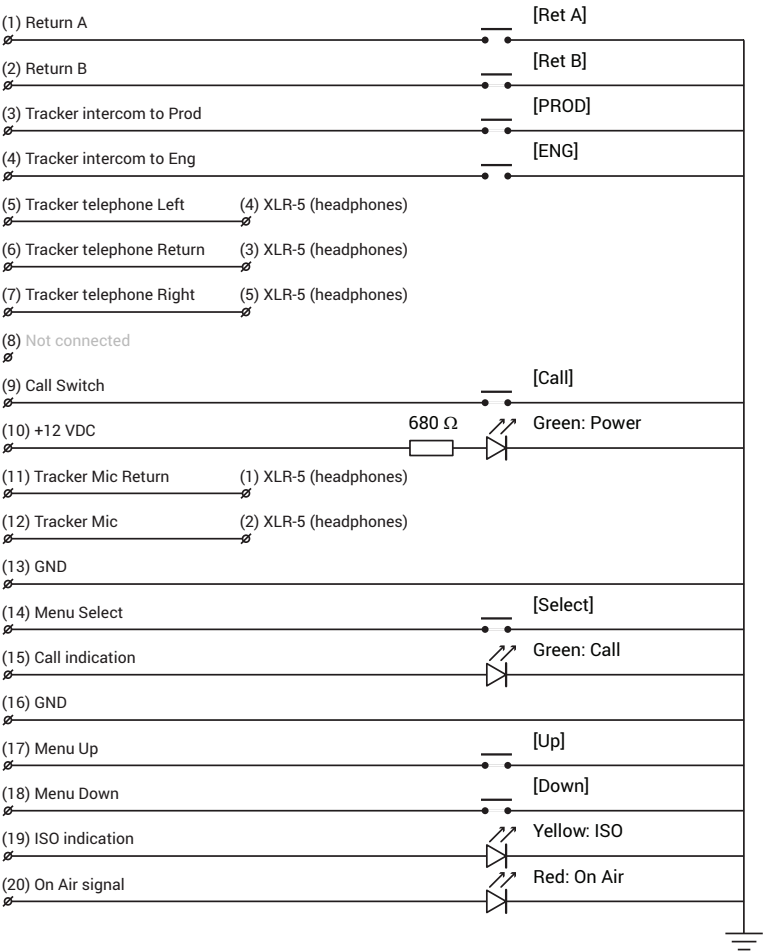 (1) Return A [Ret A]
(2) Return B [Ret B]
(3) Tracker intercom to Prod [PROD]
(4) Tracker intercom to Eng [ENG]
(5) Tracker telephone Left (4) XLR-5 (headphones)
(6) Tracker telephone Return (3) XLR-5 (headphones)
(7) Tracker telephone Right (5) XLR-5 (headphones)
(8) Not connected
(9) Call Switch [Call]
(10) +12 VDC 680 Ω Green: Power
(11) Tracker Mic Return (1) XLR-5 (headphones)
(12) Tracker Mic (2) XLR-5 (headphones)
(13) GND
(14) Menu Select [Select]
(15) Call indication Green: Call
(16) GND
(17) Menu Up [Up]
(18) Menu Down [Down]
(19) ISO indication Yellow: ISO
(20) On Air signal Red: On Air